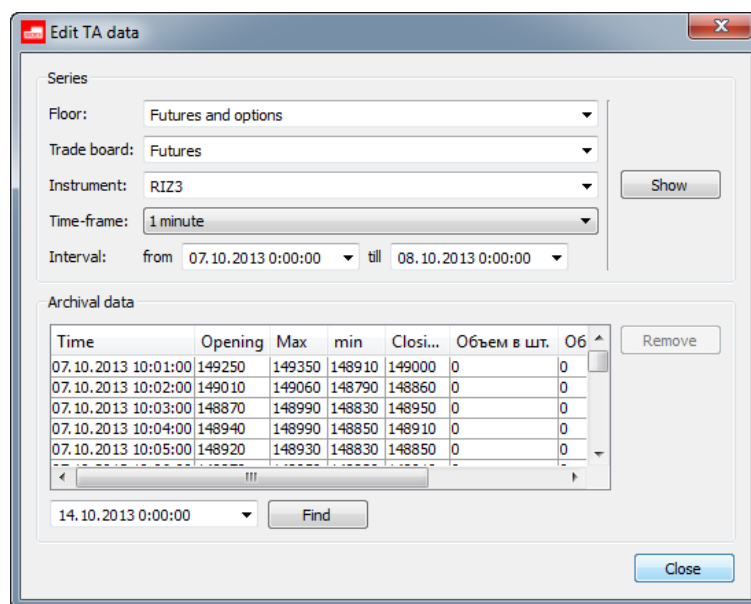 Edit TA data
Series
Floor: Futures and options
Trade board: Futures
Instrument: RIZ3 Show
Time-frame: 1 minute
Interval: from 07.10.2013 0:00:00 till 08.10.2013 0:00:00
Archival data
Time Opening Max min Closi... Объем в шт. Об Remove
07.10.2013 10:01:00 149250 149350 148910 149000 0 0
07.10.2013 10:02:00 149010 149060 148790 148860 0 0
07.10.2013 10:03:00 148870 148990 148830 148950 0 0
07.10.2013 10:04:00 148940 148990 148850 148910 0 0
07.10.2013 10:05:00 148920 148930 148830 148850 0 0
14.10.2013 0:00:00 Find
Close